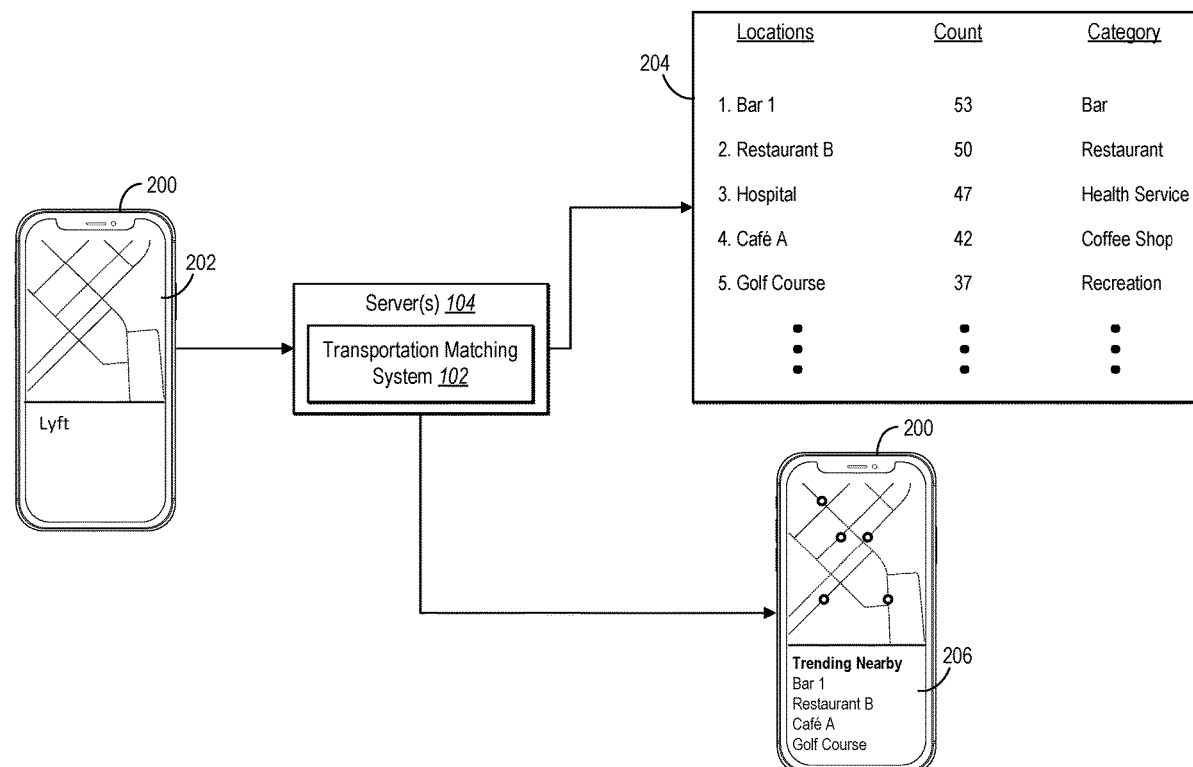 Locations Count Category
204
1. Bar 1 53 Bar
2. Restaurant B 50 Restaurant
3. Hospital 47 Health Service
4. Café A 42 Coffee Shop
5. Golf Course 37 Recreation
200
202
Lyft
Server(s) 104
Transportation Matching
System 102
200
206
Trending Nearby
Bar 1
Restaurant B
Café A
Golf Course